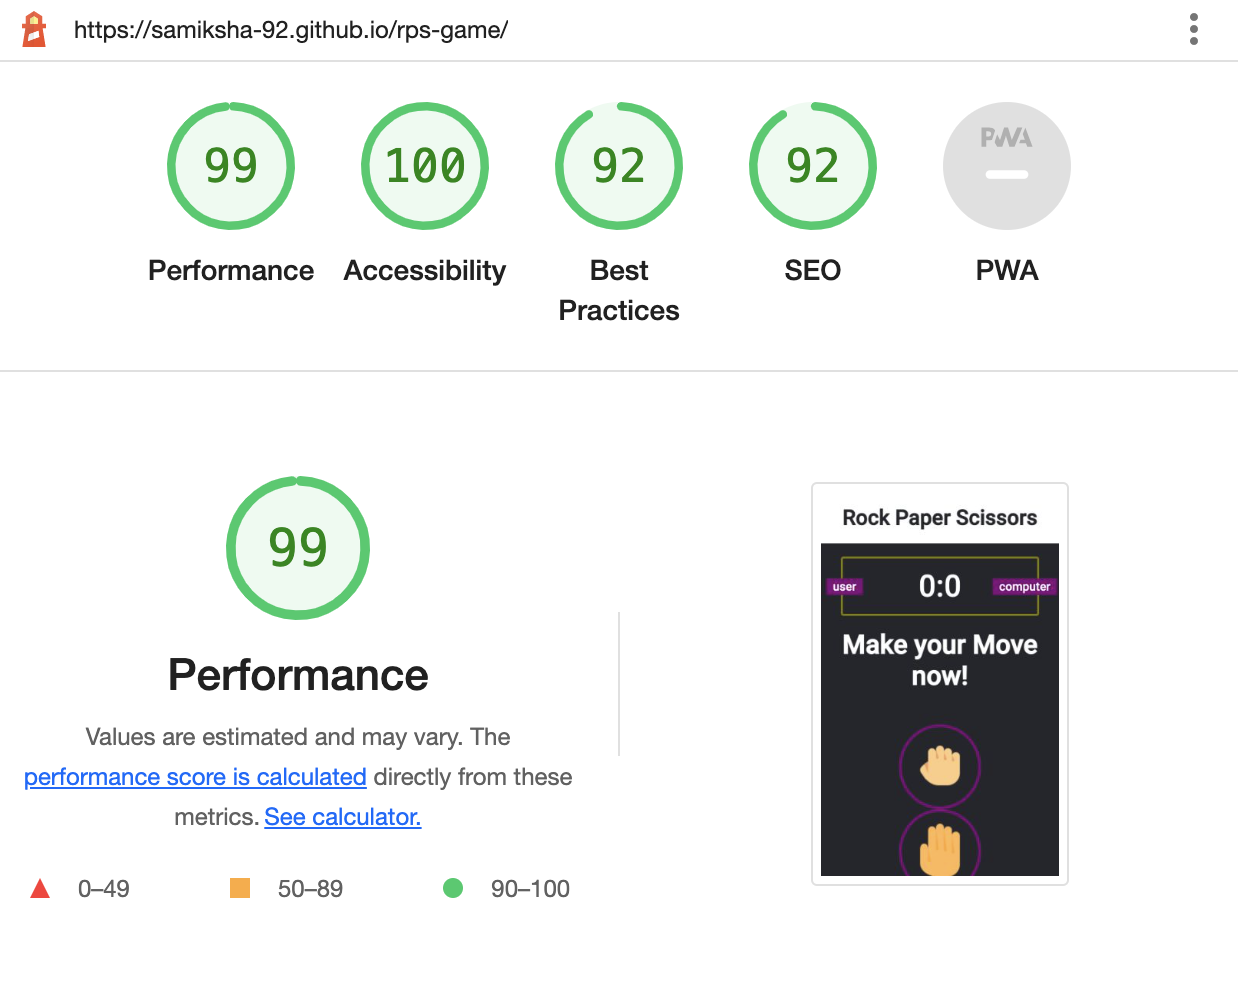 https://samiksha-92.github.io/rps-game/
99
100
92
92
PWA
Performance
Accessibility
Best
Practices
SEO
PWA
99
Performance
Values are estimated and may vary. The
performance score is calculated directly from these
metrics. See calculator.
0–49
50–89
90–100
Rock Paper Scissors
user
0:0
computer
Make your Move
now!